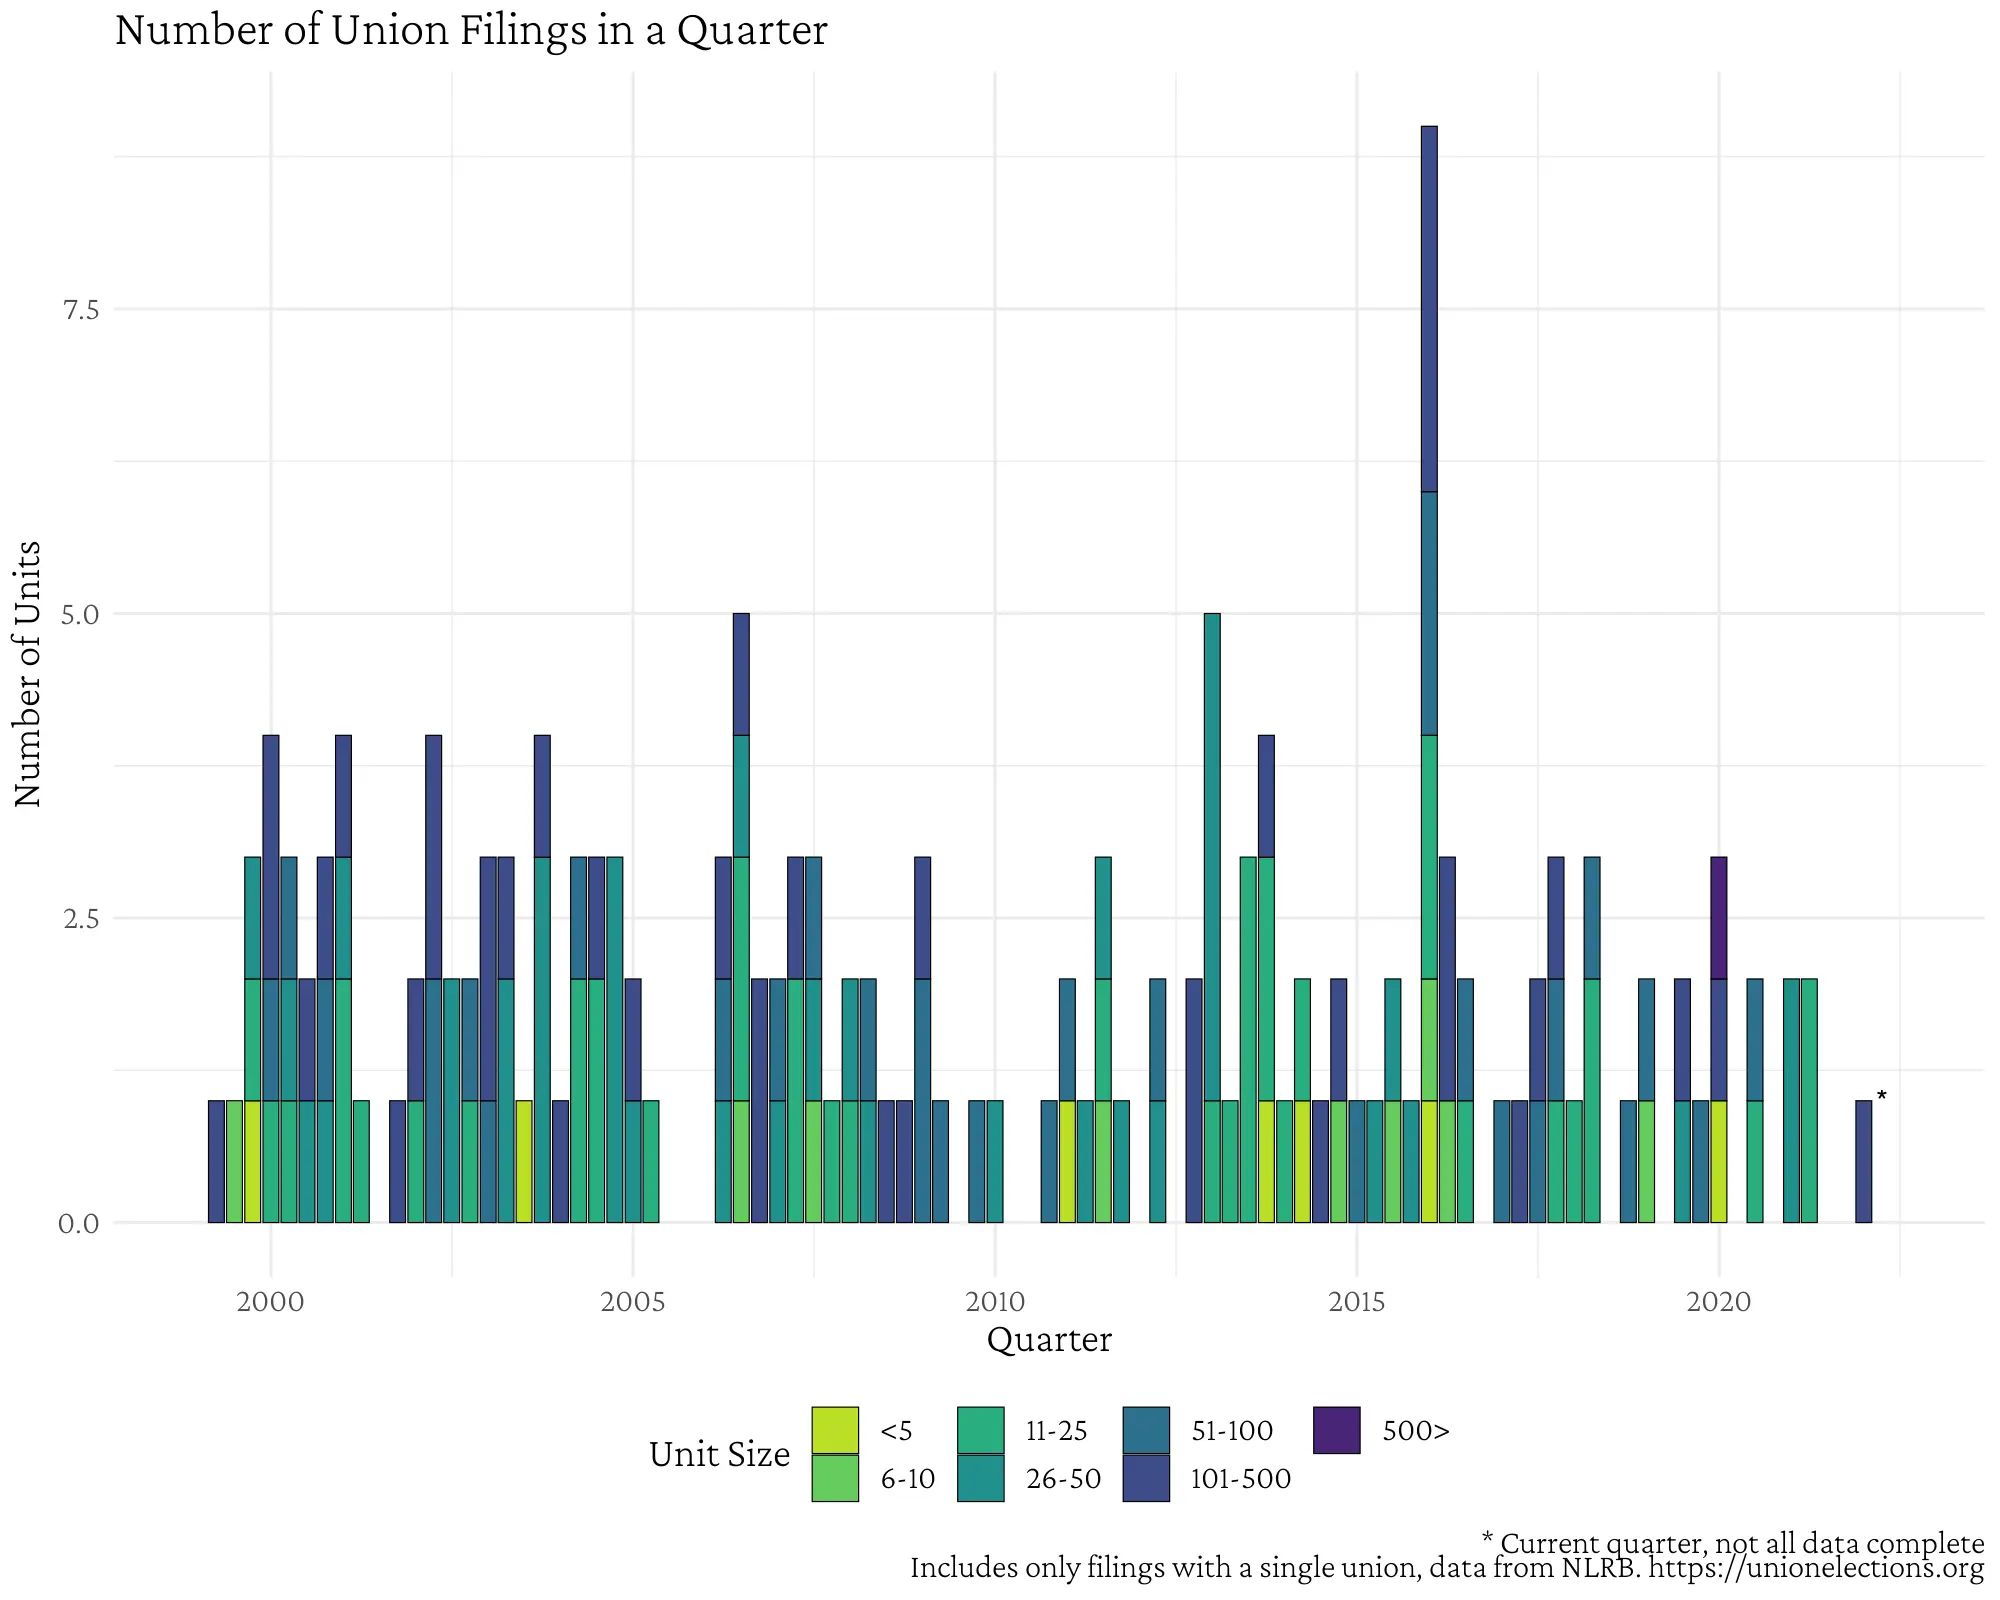 Number of Union Filings in a Quarter
Number of Units
7.5
5.0
2.5
0.0
*
2000 2005 2010 2015 2020
Quarter
Unit Size
<5 11-25 51-100 500>
6-10 26-50 101-500
* Current quarter, not all data complete
Includes only filings with a single union, data from NLRB. https://unionelections.org